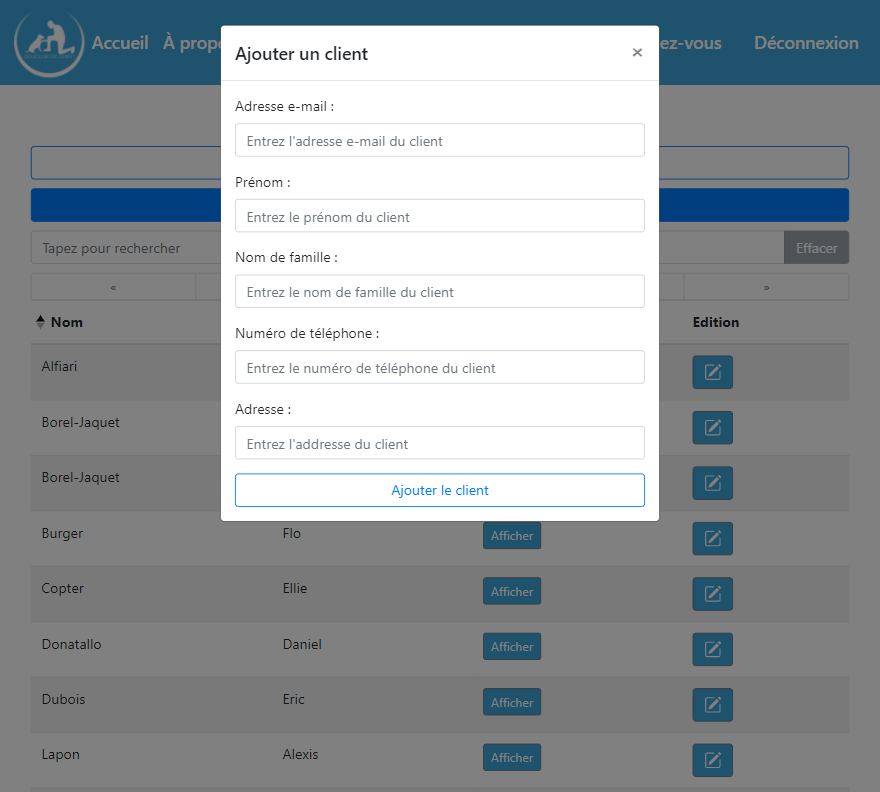 Accueil À propo ez-vous Déconnexion
Ajouter un client ×
Adresse e-mail :
Entrez l'adresse e-mail du client
Prénom :
Entrez le prénom du client
Tapez pour rechercher
Effacer
Nom de famille :
Entrez le nom de famille du client
« »
Nom Edition
Numéro de téléphone :
Entrez le numéro de téléphone du client
Adresse :
Entrez l'addresse du client
Ajouter le client
Alfiari
Borel-Jaquet
Borel-Jaquet
Burger Flo Afficher
Copter Ellie Afficher
Donatallo Daniel Afficher
Dubois Eric Afficher
Lapon Alexis Afficher